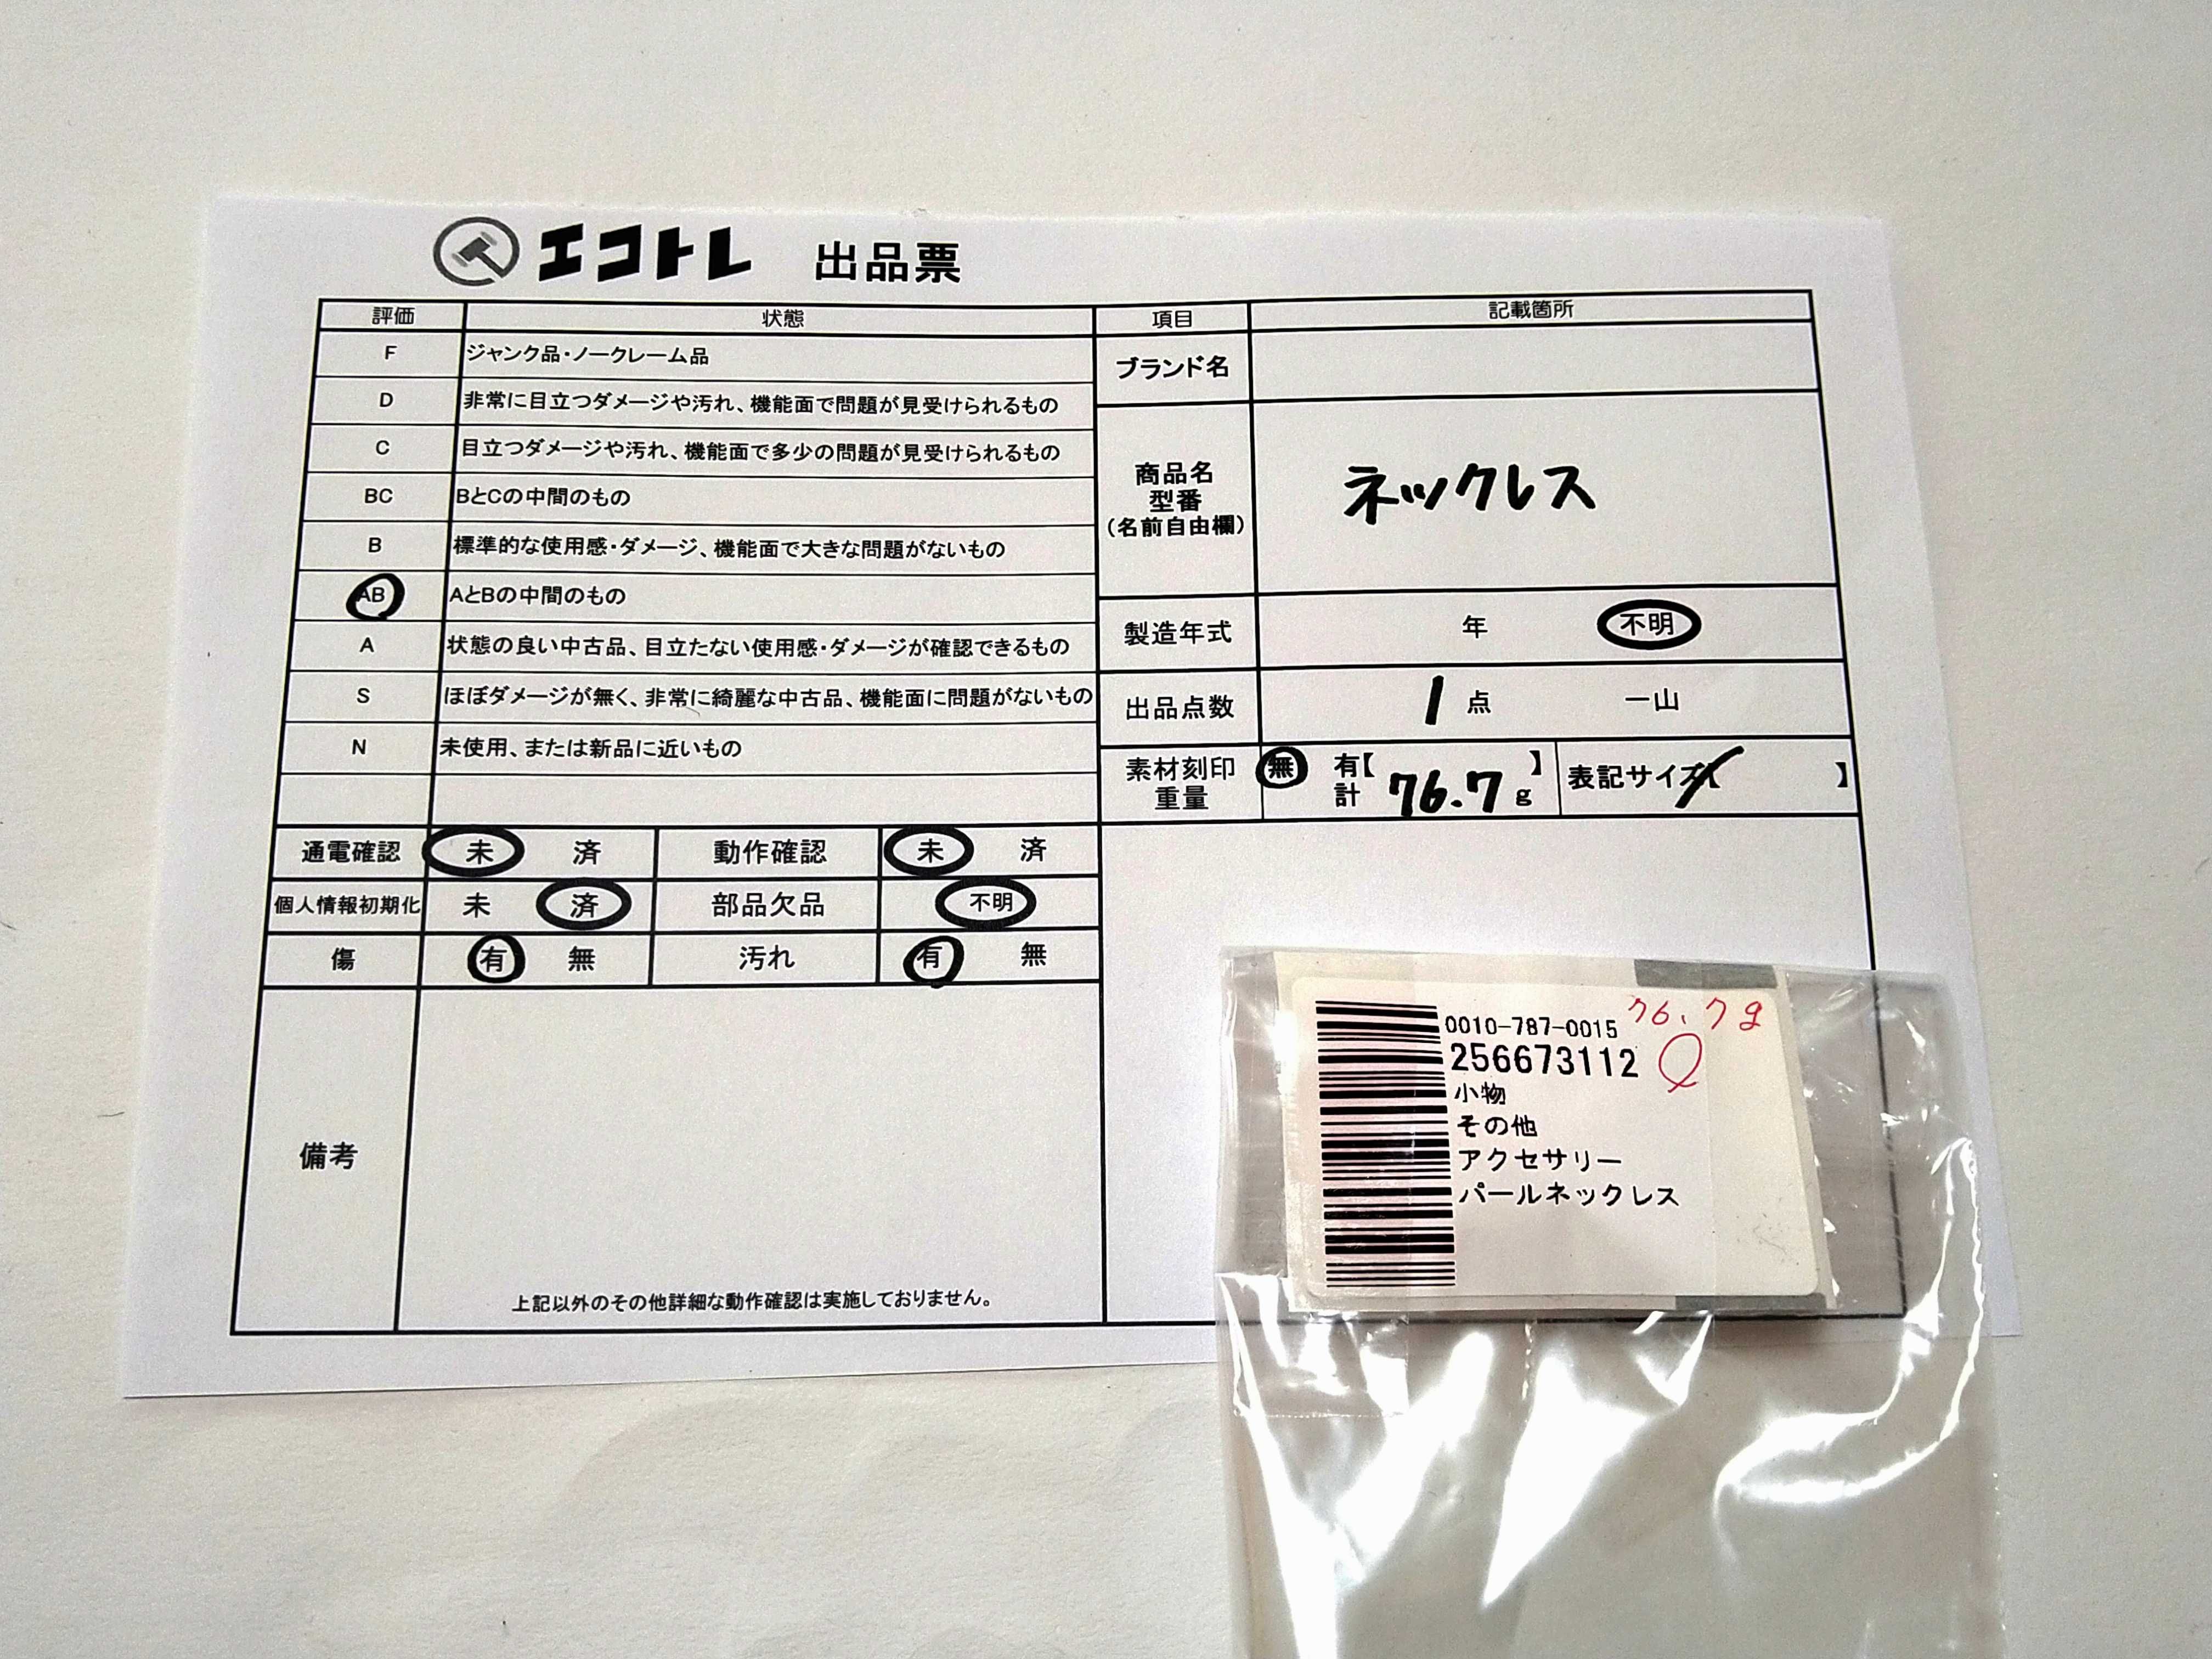 エコトレ 出品票
評価 状態 項目 記載箇所
F ジャンク品・ノークレーム品
D 非常に目立つダメージや汚れ、機能面で問題が見受けられるもの
C 目立つダメージや汚れ、機能面で多少の問題が見受けられるもの
BC BとCの中間のもの
B 標準的な使用感・ダメージ、機能面で大きな問題がないもの
AB AとBの中間のもの
A 状態の良い中古品、目立たない使用感・ダメージが確認できるもの
S ほぼダメージが無く、非常に綺麗な中古品、機能面に問題がないもの
N 未使用、または新品に近いもの
ブランド名
商品名
型番
(名前自由欄)
ネックレス
製造年式 年 不明
出品点数 1 点 一山
素材刻印 無 有【 】
重量 計 76.7 g
表記サイズ【 】
通電確認 未 済 動作確認 未 済
個人情報初期化 未 済 部品欠品 不明
傷 有 無 汚れ 有 無
備考
上記以外のその他詳細な動作確認は実施しておりません。
76.7g
0010-787-0015
256673112
小物
その他
アクセサリー
パールネックレス